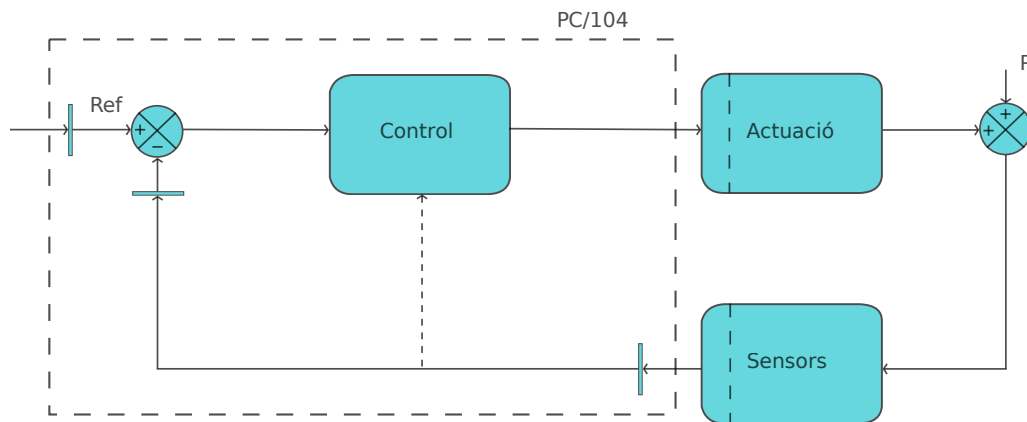 PC/104
Ref
+
−
Control
Actuació
+
+
Sensors